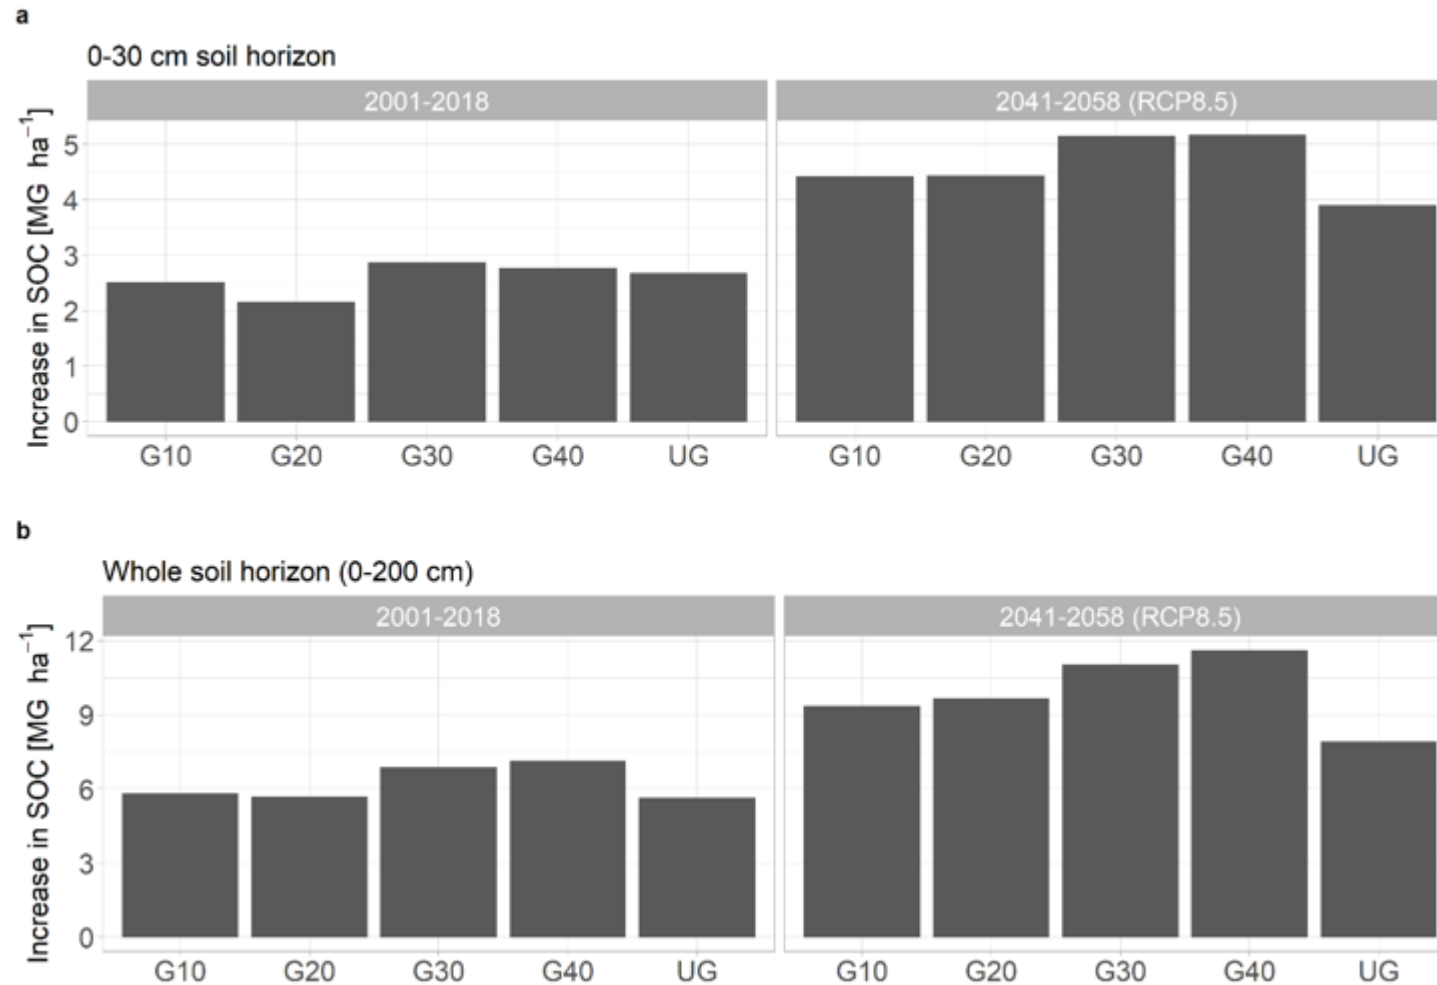 a
0-30 cm soil horizon
2001-2018
2041-2058 (RCP8.5)
Increase in SOC [MG ha⁻¹]
5
4
3
2
1
0
G10 G20 G30 G40 UG
G10 G20 G30 G40 UG
b
Whole soil horizon (0-200 cm)
2001-2018
2041-2058 (RCP8.5)
Increase in SOC [MG ha⁻¹]
12
9
6
3
0
G10 G20 G30 G40 UG
G10 G20 G30 G40 UG